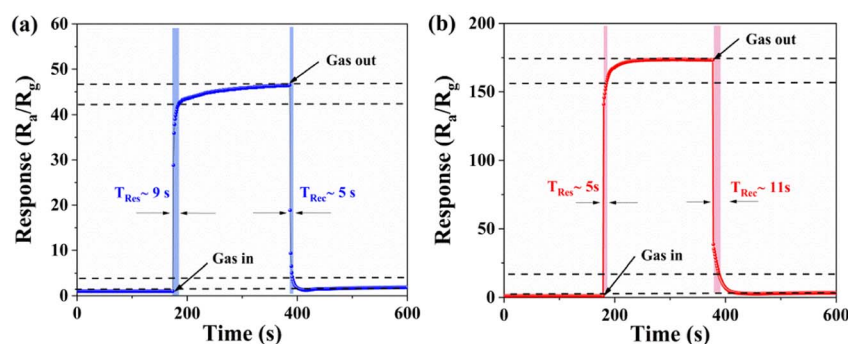 (a)
Response (Ra/Rg)
60
50
40
30
20
10
0
Gas out
TRes~ 9 s
TRec~ 5 s
Gas in
0 200 400 600
Time (s)
(b)
Response (Ra/Rg)
200
150
100
50
0
Gas out
TRes~ 5s
TRec~ 11s
Gas in
0 200 400 600
Time (s)